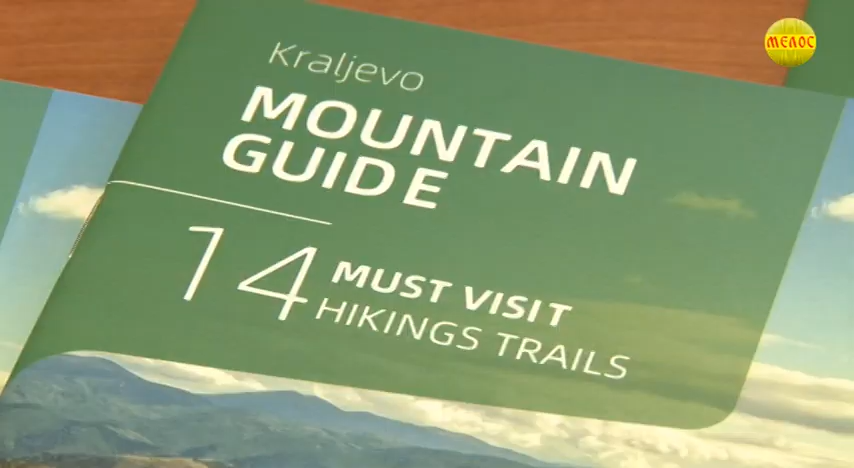 МЕЛОС
Kraljevo
MOUNTAIN
GUIDE
14 MUST VISIT
HIKINGS TRAILS